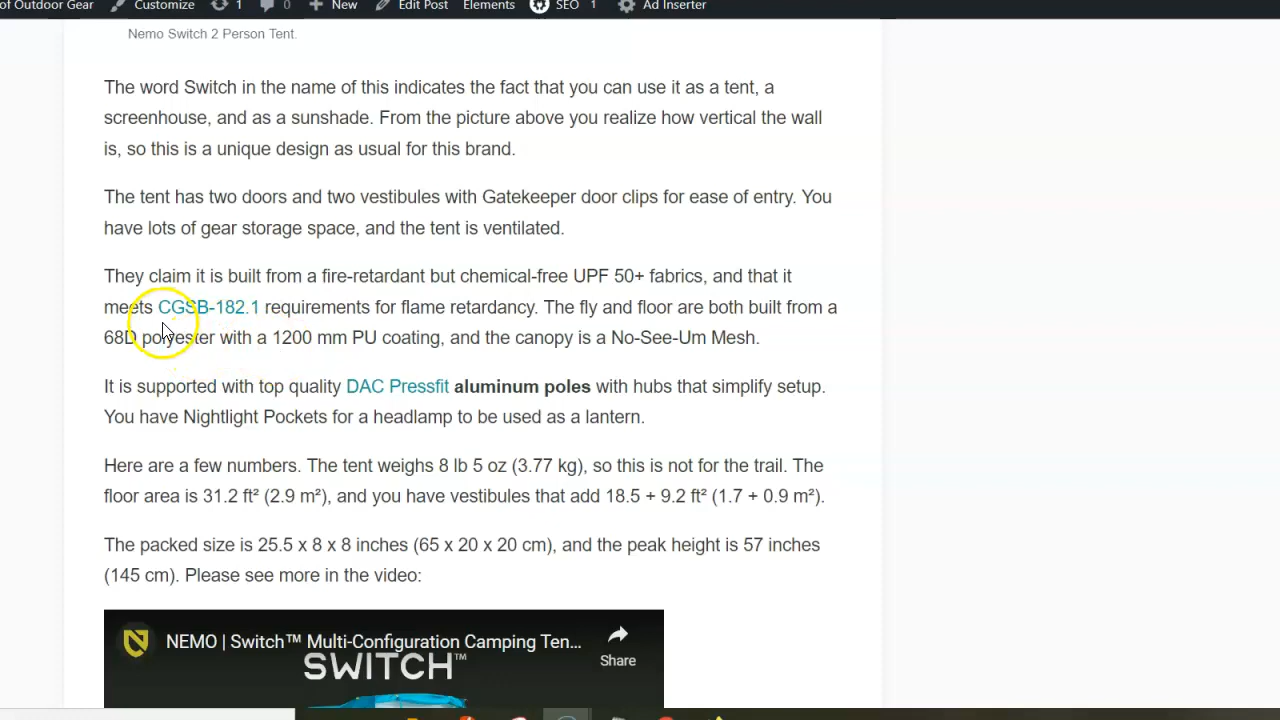 of Outdoor Gear Customize 1 0 New Edit Post Elements SEO 1 Ad Inserter
Nemo Switch 2 Person Tent.
The word Switch in the name of this indicates the fact that you can use it as a tent, a
screenhouse, and as a sunshade. From the picture above you realize how vertical the wall
is, so this is a unique design as usual for this brand.
The tent has two doors and two vestibules with Gatekeeper door clips for ease of entry. You
have lots of gear storage space, and the tent is ventilated.
They claim it is built from a fire-retardant but chemical-free UPF 50+ fabrics, and that it
meets CGSB-182.1 requirements for flame retardancy. The fly and floor are both built from a
68D polyester with a 1200 mm PU coating, and the canopy is a No-See-Um Mesh.
It is supported with top quality DAC Pressfit aluminum poles with hubs that simplify setup.
You have Nightlight Pockets for a headlamp to be used as a lantern.
Here are a few numbers. The tent weighs 8 lb 5 oz (3.77 kg), so this is not for the trail. The
floor area is 31.2 ft² (2.9 m²), and you have vestibules that add 18.5 + 9.2 ft² (1.7 + 0.9 m²).
The packed size is 25.5 x 8 x 8 inches (65 x 20 x 20 cm), and the peak height is 57 inches
(145 cm). Please see more in the video:
NEMO | Switch™ Multi-Configuration Camping Ten...
Share
SWITCH™